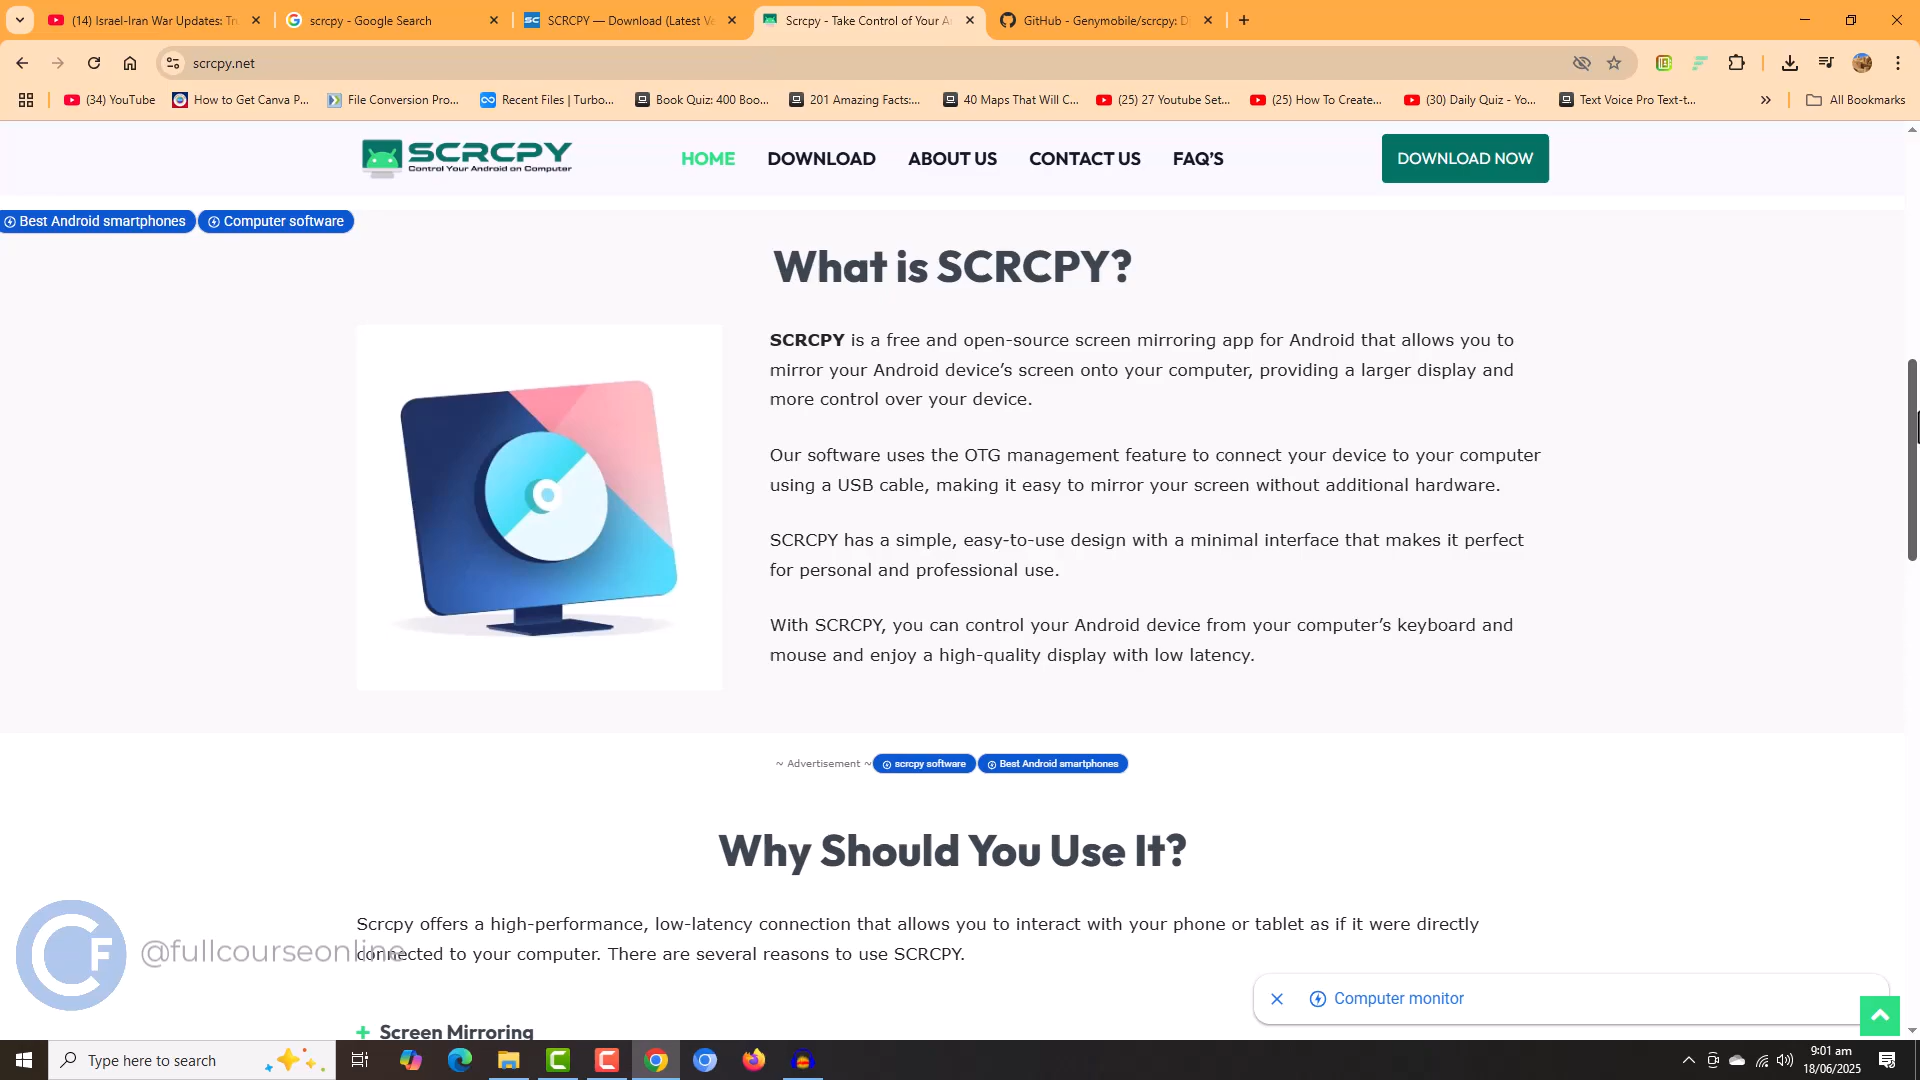 (14) Israel-Iran War Updates: Tr
scrcpy - Google Search
SCRCPY — Download (Latest Ve
Scrcpy - Take Control of Your A
GitHub - Genymobile/scrcpy: D
scrcpy.net
(34) YouTube
How to Get Canva P...
File Conversion Pro...
Recent Files | Turbo...
Book Quiz: 400 Boo...
201 Amazing Facts:...
40 Maps That Will C...
(25) 27 Youtube Set...
(25) How To Create...
(30) Daily Quiz - Yo...
Text Voice Pro Text-t...
All Bookmarks
SCRCPY
Control Your Android on Computer
HOME
DOWNLOAD
ABOUT US
CONTACT US
FAQ'S
DOWNLOAD NOW
Best Android smartphones
Computer software
What is SCRCPY?
SCRCPY is a free and open-source screen mirroring app for Android that allows you to
mirror your Android device's screen onto your computer, providing a larger display and
more control over your device.
Our software uses the OTG management feature to connect your device to your computer
using a USB cable, making it easy to mirror your screen without additional hardware.
SCRCPY has a simple, easy-to-use design with a minimal interface that makes it perfect
for personal and professional use.
With SCRCPY, you can control your Android device from your computer's keyboard and
mouse and enjoy a high-quality display with low latency.
~ Advertisement ~
scrcpy software
Best Android smartphones
Why Should You Use It?
Scrcpy offers a high-performance, low-latency connection that allows you to interact with your phone or tablet as if it were directly
connected to your computer. There are several reasons to use SCRCPY.
CF
@fullcourseonline
Computer monitor
Screen Mirroring
Type here to search
9:01 am
18/06/2025